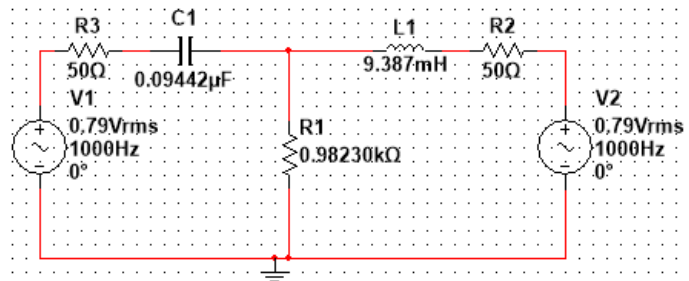 R3
50Ω
C1
0.09442µF
L1
9.387mH
R2
50Ω
V1
0.79Vrms
1000Hz
0°
R1
0.98230kΩ
V2
0.79Vrms
1000Hz
0°